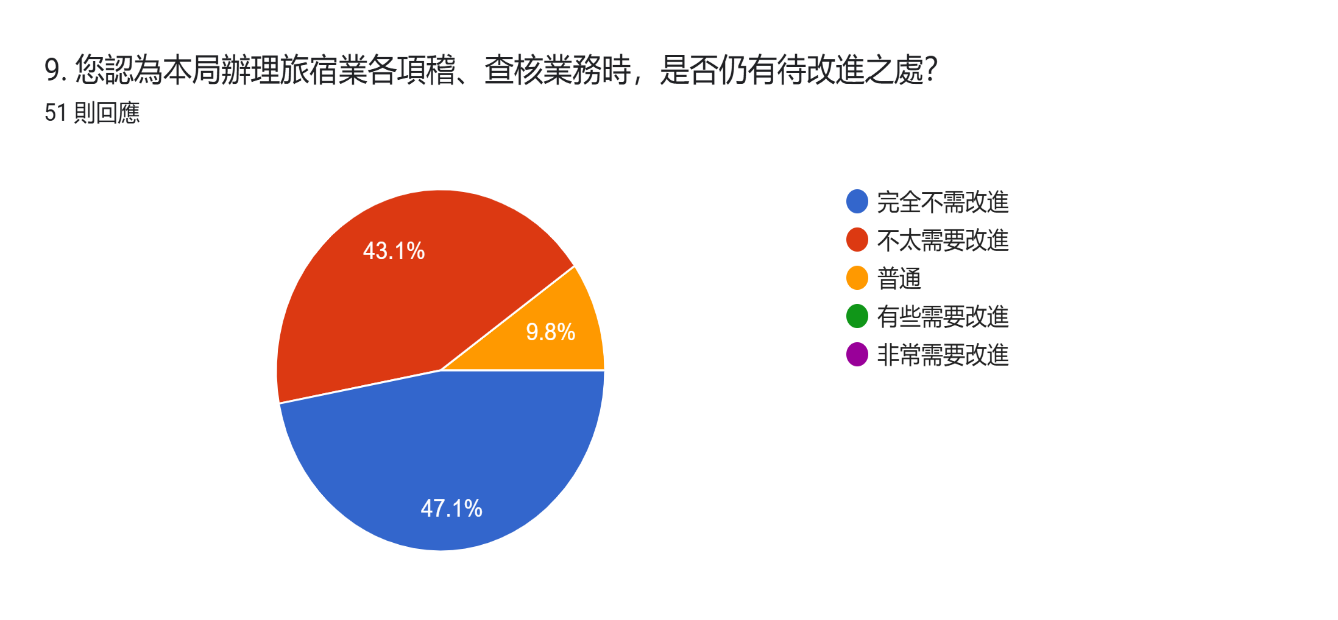 9. 您認為本局辦理旅宿業各項稽、查核業務時，是否仍有待改進之處?
51 則回應
43.1%
9.8%
47.1%
完全不需改進
不太需要改進
普通
有些需要改進
非常需要改進